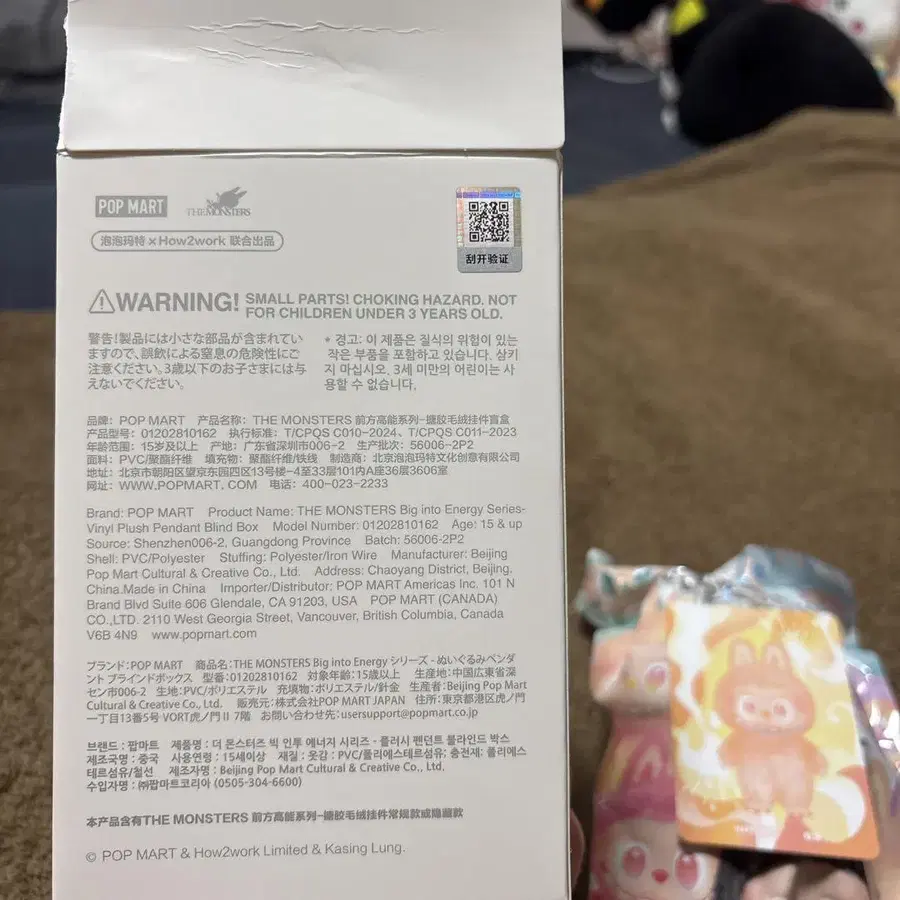 POP MART
THE MONSTERS
泡泡玛特 × How2work 联合出品
刮开验证
WARNING! SMALL PARTS! CHOKING HAZARD. NOT
FOR CHILDREN UNDER 3 YEARS OLD.
警告!製品には小さな部品が含まれてい
ますので、誤飲による窒息の危険性にご
注意ください。3歳以下のお子さまには与
えないでください。
* 경고: 이 제품은 질식의 위험이 있는
작은 부품을 포함하고 있습니다. 삼키
지 마십시오. 3세 미만의 어린이는 사
용할 수 없습니다.
品牌: POP MART 产品名称: THE MONSTERS 前方高能系列-搪胶毛绒挂件盲盒
产品型号: 01202810162 执行标准: T/CPQS C010-2024、T/CPQS C011-2023
年龄范围: 15岁及以上 产地: 广东省深圳市006-2 生产批次: 56006-2P2
面料: PVC/聚酯纤维 填充物: 聚酯纤维/铁线 制造商: 北京泡泡玛特文化创意有限公司
地址: 北京市朝阳区望京东园四区13号楼-4至33层101内A座36层3606室
网址: WWW.POPMART.COM 电话: 400-023-2233
Brand: POP MART Product Name: THE MONSTERS Big into Energy Series-
Vinyl Plush Pendant Blind Box Model Number: 01202810162 Age: 15 & up
Source: Shenzhen006-2, Guangdong Province Batch: 56006-2P2
Shell: PVC/Polyester Stuffing: Polyester/Iron Wire Manufacturer: Beijing
Pop Mart Cultural & Creative Co., Ltd. Address: Chaoyang District, Beijing.
China.Made in China Importer/Distributor: POP MART Americas Inc. 101 N
Brand Blvd Suite 606 Glendale, CA 91203, USA POP MART (CANADA)
CO.,LTD. 2110 West Georgia Street, Vancouver, British Columbia, Canada
V6B 4N9 www.popmart.com
ブランド:POP MART 商品名:THE MONSTERS Big into Energy シリーズ - ぬいぐるみペンダ
ント ブラインドボックス 型番:01202810162 対象年齢:15歳以上 生産地:中国広東省深
セン市006-2 生地:PVC/ポリエステル 充填物:ポリエステル/針金 生産者:Beijing Pop Mart
Cultural & Creative Co., Ltd. 販売元:株式会社POP MART JAPAN 住所:東京都港区虎ノ門
一丁目13番5号 VORT虎ノ門 II 7階 お問い合わせ先:usersupport@popmart.co.jp
브랜드 : 팝마트 제품명 : 더 몬스터즈 빅 인투 에너지 시리즈 - 플러시 펜던트 블라인드 박스
제조국명 : 중국 사용연령 : 15세이상 재질 : 옷감 : PVC/폴리에스테르섬유; 충전재: 폴리에스
테르섬유/철선 제조자명 : Beijing Pop Mart Cultural & Creative Co., Ltd.
수입자명 : ㈜팝마트코리아 (0505-304-6600)
本产品含有THE MONSTERS 前方高能系列-搪胶毛绒挂件常规款或隐藏款
© POP MART & How2work Limited & Kasing Lung.